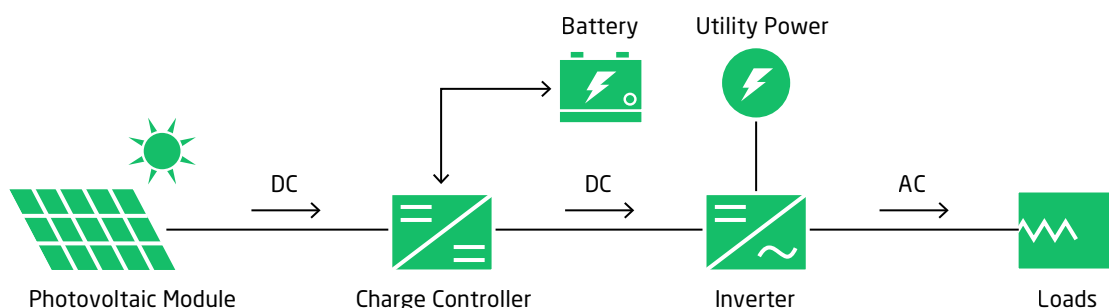 Battery
Utility Power
DC
DC
AC
Photovoltaic Module
Charge Controller
Inverter
Loads